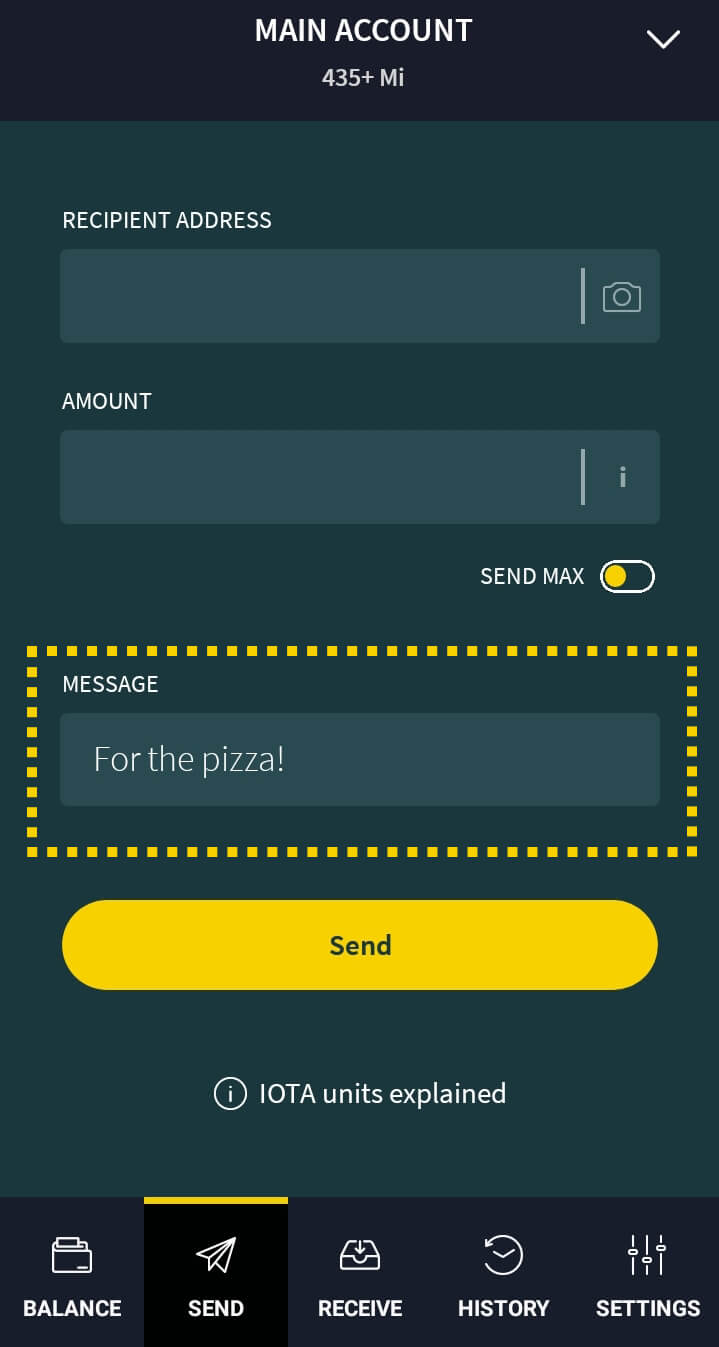 MAIN ACCOUNT
435+ Mi
RECIPIENT ADDRESS
AMOUNT
i
SEND MAX
MESSAGE
For the pizza!
Send
i IOTA units explained
BALANCE SEND RECEIVE HISTORY SETTINGS